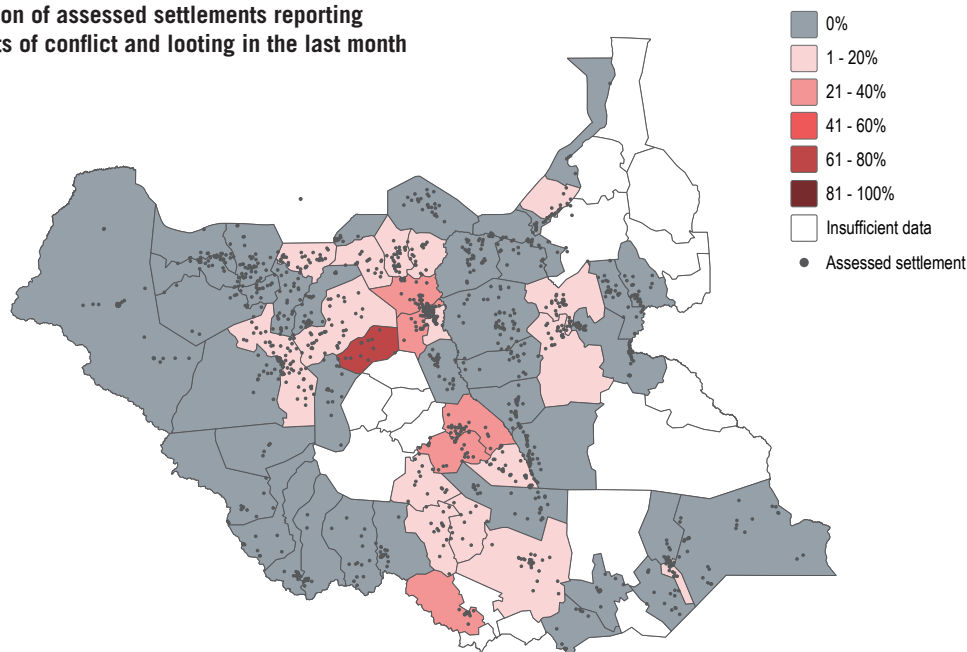 of assessed settlements reporting
of conflict and looting in the last month
0%
1 - 20%
21 - 40%
41 - 60%
61 - 80%
81 - 100%
Insufficient data
Assessed settlement